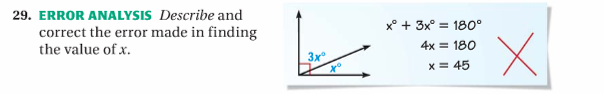 29. ERROR ANALYSIS Describe and
correct the error made in finding
the value of x.
3x°
x°
x° + 3x° = 180°
4x = 180
x = 45